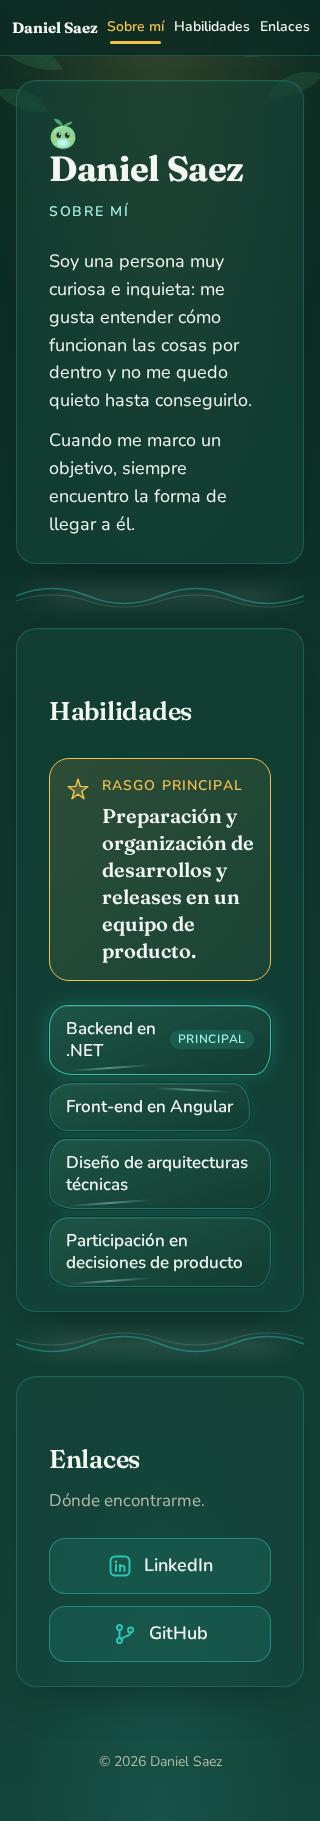 Daniel Saez Sobre mí Habilidades Enlaces
Daniel Saez
SOBRE MÍ
Soy una persona muy
curiosa e inquieta: me
gusta entender cómo
funcionan las cosas por
dentro y no me quedo
quieto hasta conseguirlo.
Cuando me marco un
objetivo, siempre
encuentro la forma de
llegar a él.
Habilidades
RASGO PRINCIPAL
Preparación y
organización de
desarrollos y
releases en un
equipo de
producto.
Backend en
.NET
PRINCIPAL
Front-end en Angular
Diseño de arquitecturas
técnicas
Participación en
decisiones de producto
Enlaces
Dónde encontrarme.
LinkedIn
GitHub
© 2026 Daniel Saez